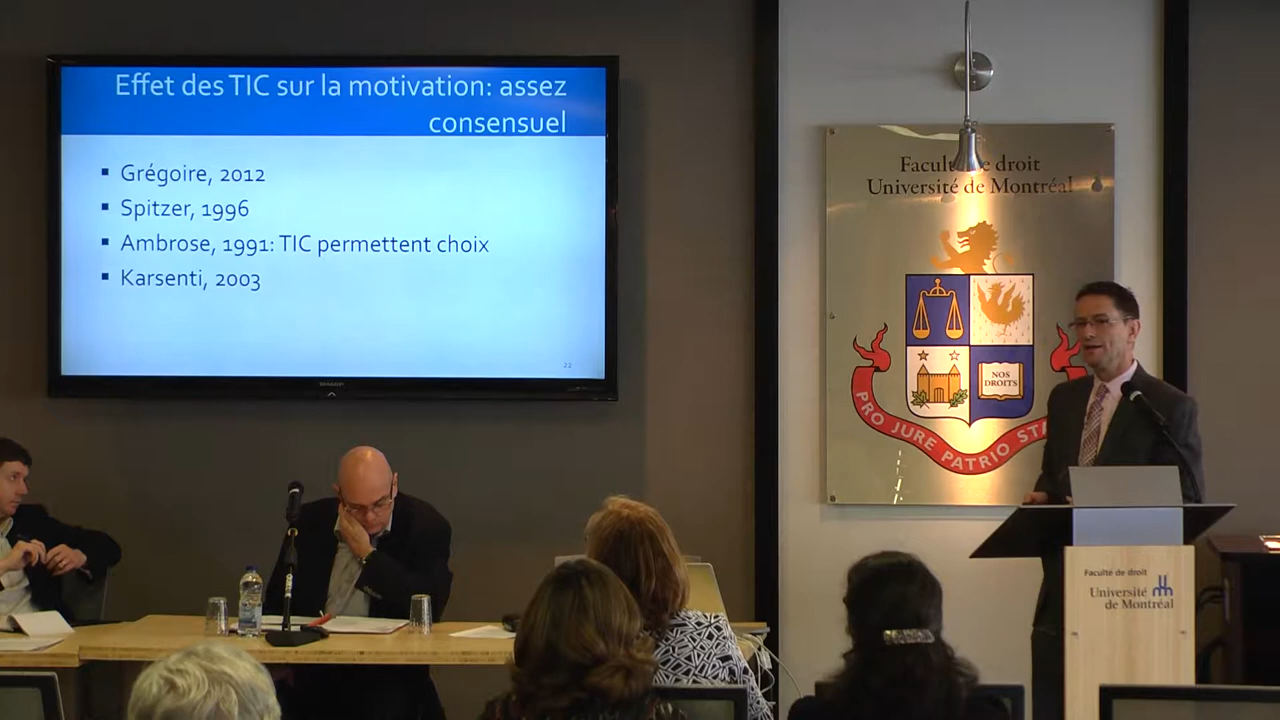 Effet des TIC sur la motivation: assez
consensuel
▪ Grégoire, 2012
▪ Spitzer, 1996
▪ Ambrose, 1991: TIC permettent choix
▪ Karsenti, 2003
22
Faculté de droit
Université de Montréal
NOS
DROITS
PRO JURE PATRIO STA
Faculté de droit
Université
de Montréal